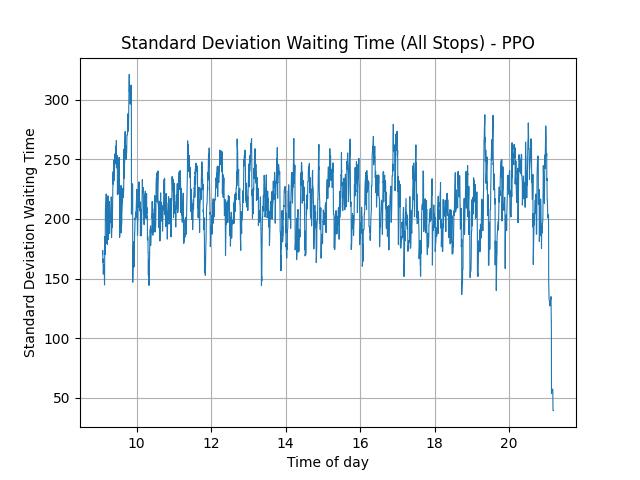 Standard Deviation Waiting Time (All Stops) - PPO
Standard Deviation Waiting Time
300
250
200
150
100
50
10 12 14 16 18 20
Time of day